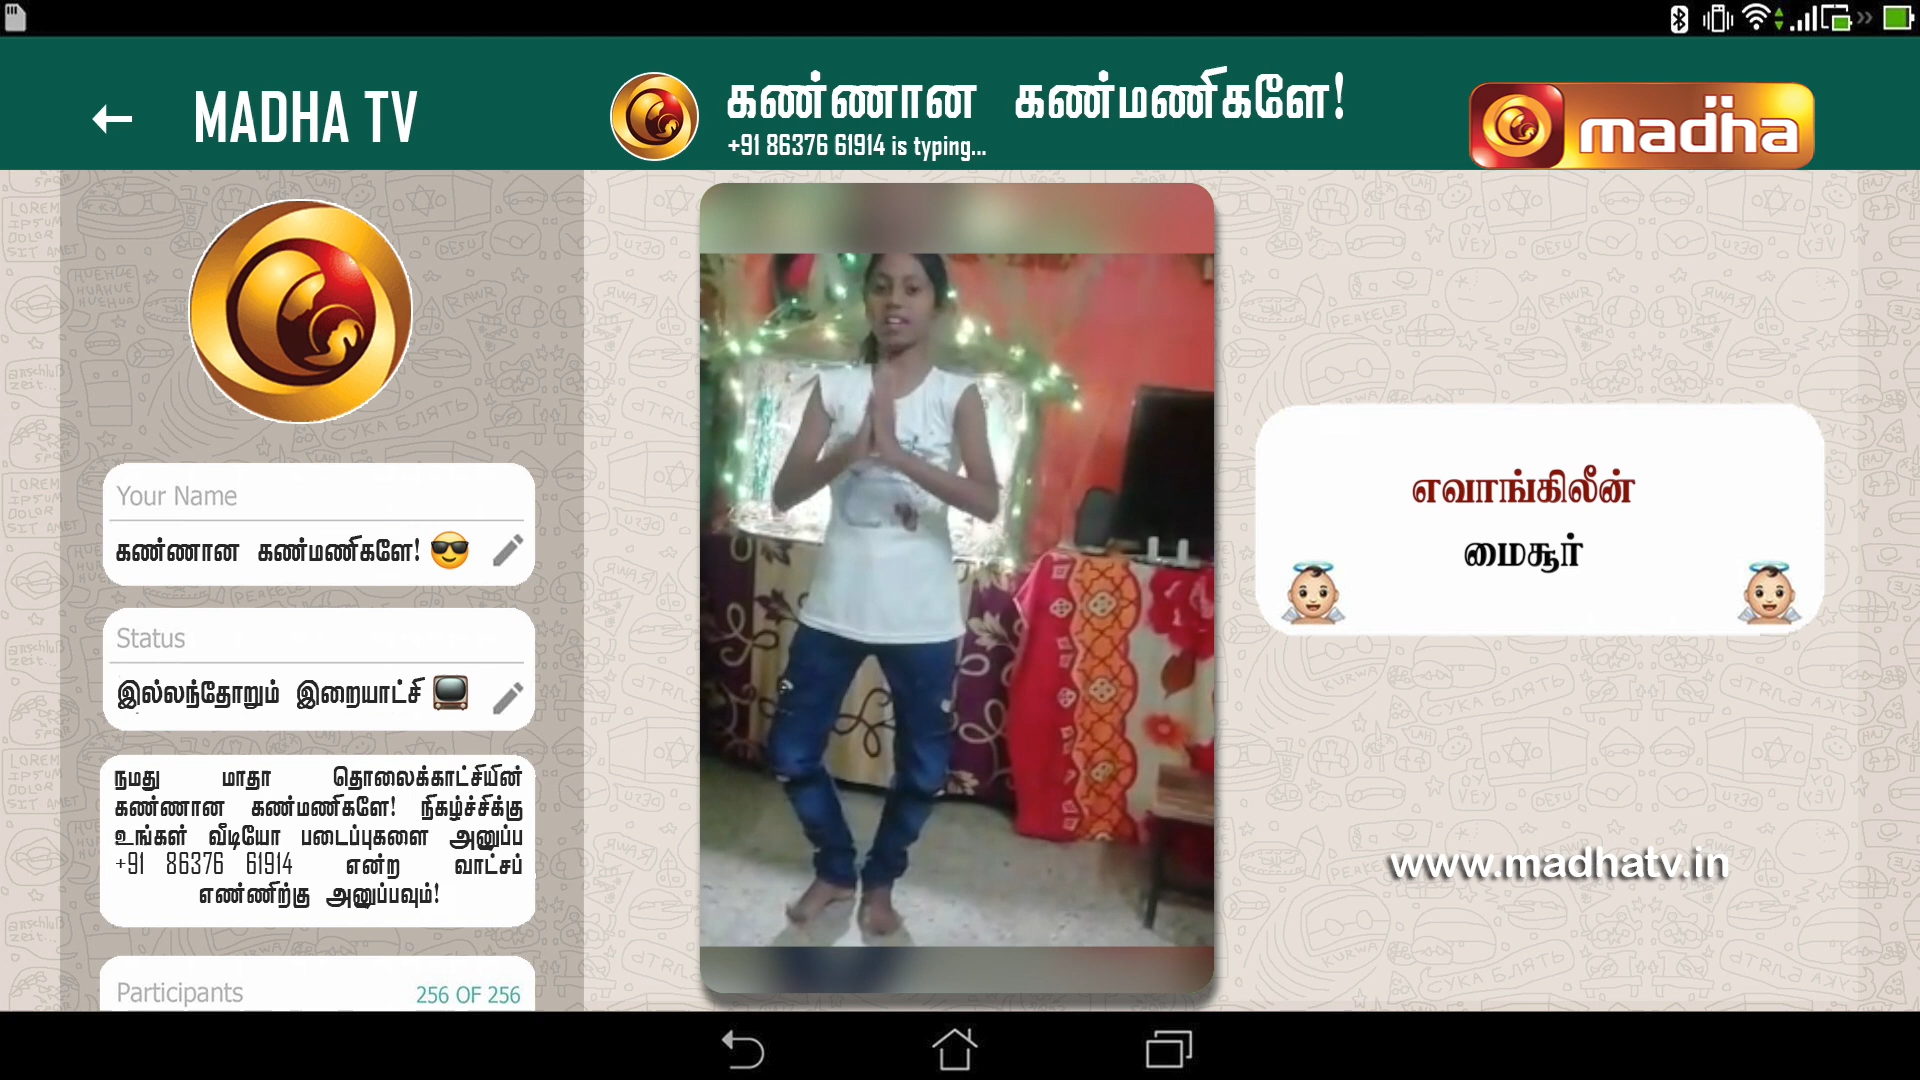 MADHA TV
கண்ணான கண்மணிகளே!
+91 86376 61914 is typing...
madha
Your Name
கண்ணான கண்மணிகளே!
Status
இல்லந்தோறும் இறையாட்சி
நமது மாதா தொலைக்காட்சியின்
கண்ணான கண்மணிகளே! நிகழ்ச்சிக்கு
உங்கள் வீடியோ படைப்புகளை அனுப்ப
+91 86376 61914 என்ற வாட்சப்
எண்ணிற்கு அனுப்பவும்!
Participants 256 OF 256
எவாங்கிலீன்
மைசூர்
www.madhatv.in